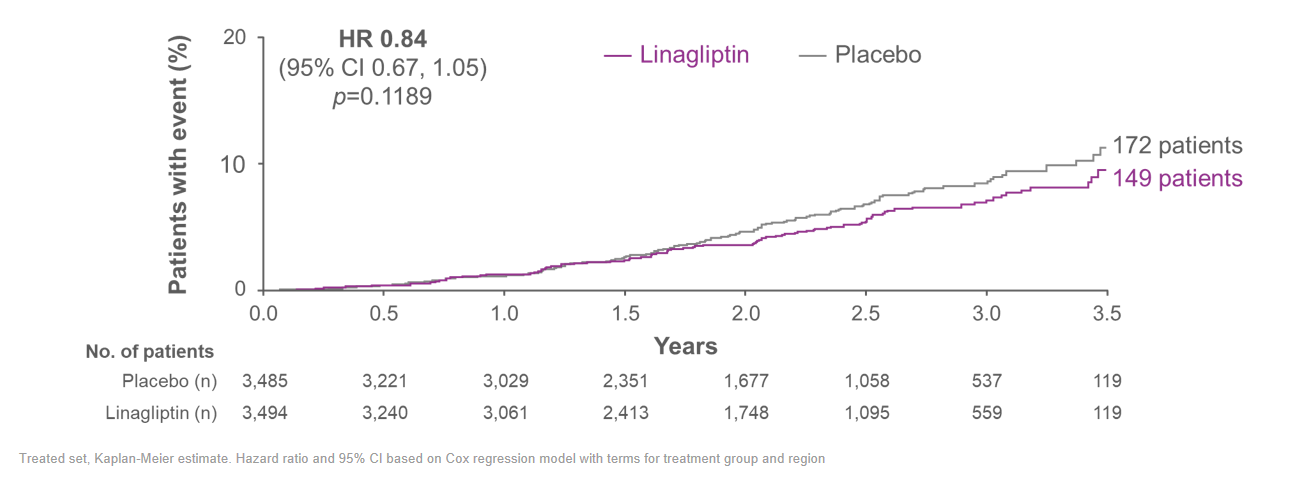 20
HR 0.84
(95% CI 0.67, 1.05)
p=0.1189
Linagliptin
Placebo
Patients with event (%)
10
0
172 patients
149 patients
0.0 0.5 1.0 1.5 2.0 2.5 3.0 3.5
Years
No. of patients
Placebo (n) 3,485 3,221 3,029 2,351 1,677 1,058 537 119
Linagliptin (n) 3,494 3,240 3,061 2,413 1,748 1,095 559 119
Treated set, Kaplan-Meier estimate. Hazard ratio and 95% CI based on Cox regression model with terms for treatment group and region